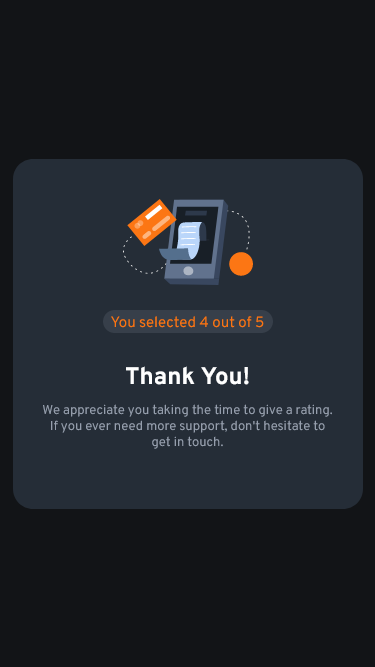 You selected 4 out of 5
Thank You!
We appreciate you taking the time to give a rating.
If you ever need more support, don't hesitate to
get in touch.